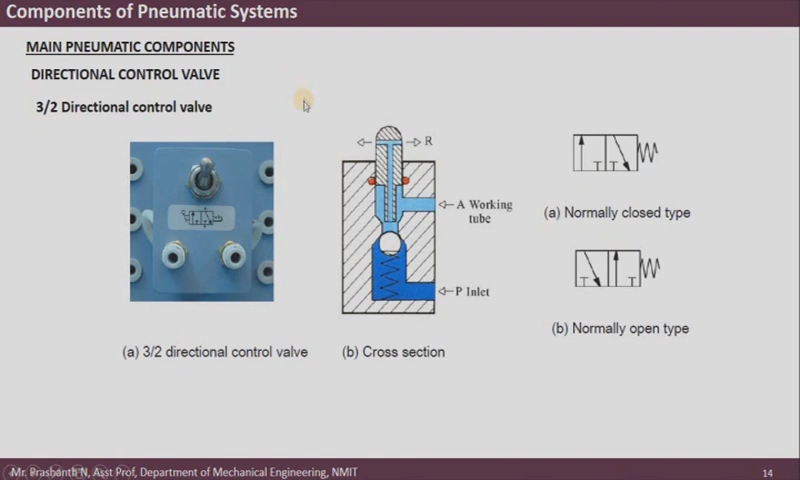 Components of Pneumatic Systems
MAIN PNEUMATIC COMPONENTS
DIRECTIONAL CONTROL VALVE
3/2 Directional control valve
R
A Working
tube
P Inlet
(a) Normally closed type
(b) Normally open type
(a) 3/2 directional control valve
(b) Cross section
Mr. Prashanth N, Asst Prof, Department of Mechanical Engineering, NMIT
14